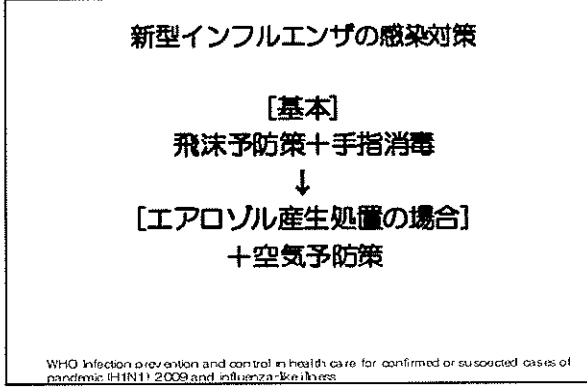 新型インフルエンザの感染対策
[基本]
飛沫予防策＋手指消毒
↓
[エアロゾル産生処置の場合]
＋空気予防策
WHO Infection prevention and control in health care for confirmed or suspected cases of
pandemic (H1N1) 2009 and influenza-like illness